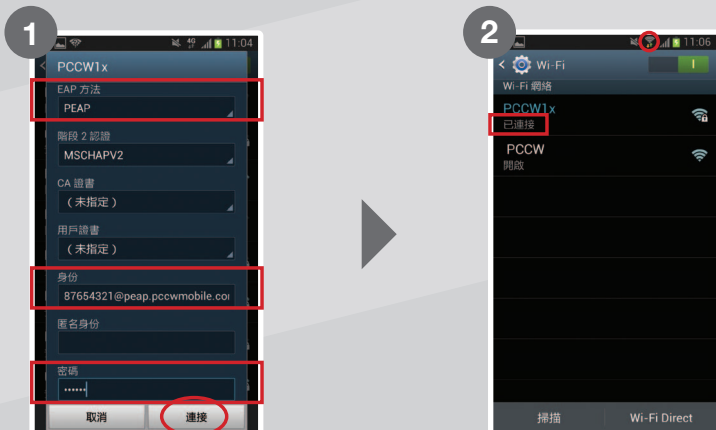 1
4G 11:04
PCCW1x
EAP 方法
PEAP
階段 2 認證
MSCHAPV2
CA 證書
(未指定)
用戶證書
(未指定)
身份
87654321@peap.pccwmobile.co
匿名身份
密碼
••••••
取消 連接
2
11:06
Wi-Fi
Wi-Fi 網絡
PCCW1x
已連接
PCCW
開啟
掃描 Wi-Fi Direct